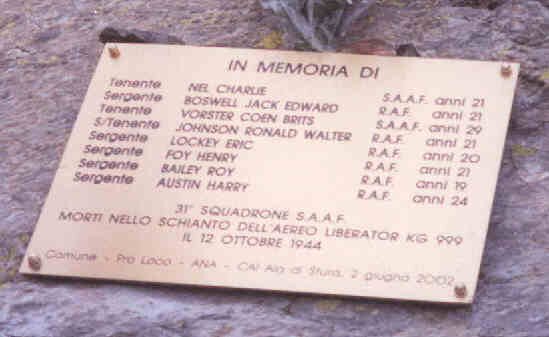 IN MEMORIA DI
Tenente NEL CHARLIE S.A.A.F. anni 21
Sergente BOSWELL JACK EDWARD R.A.F. anni 21
Tenente VORSTER COEN BRITS S.A.A.F. anni 29
S/Tenente JOHNSON RONALD WALTER R.A.F. anni 21
Sergente LOCKEY ERIC R.A.F. anni 20
Sergente FOY HENRY R.A.F. anni 21
Sergente BAILEY ROY R.A.F. anni 19
Sergente AUSTIN HARRY R.A.F. anni 24
31° SQUADRONE S.A.A.F.
MORTI NELLO SCHIANTO DELL'AEREO LIBERATOR KG 999
IL 12 OTTOBRE 1944
Comune - Pro Loco - ANA - CAI Ala di Stura, 2 giugno 2002